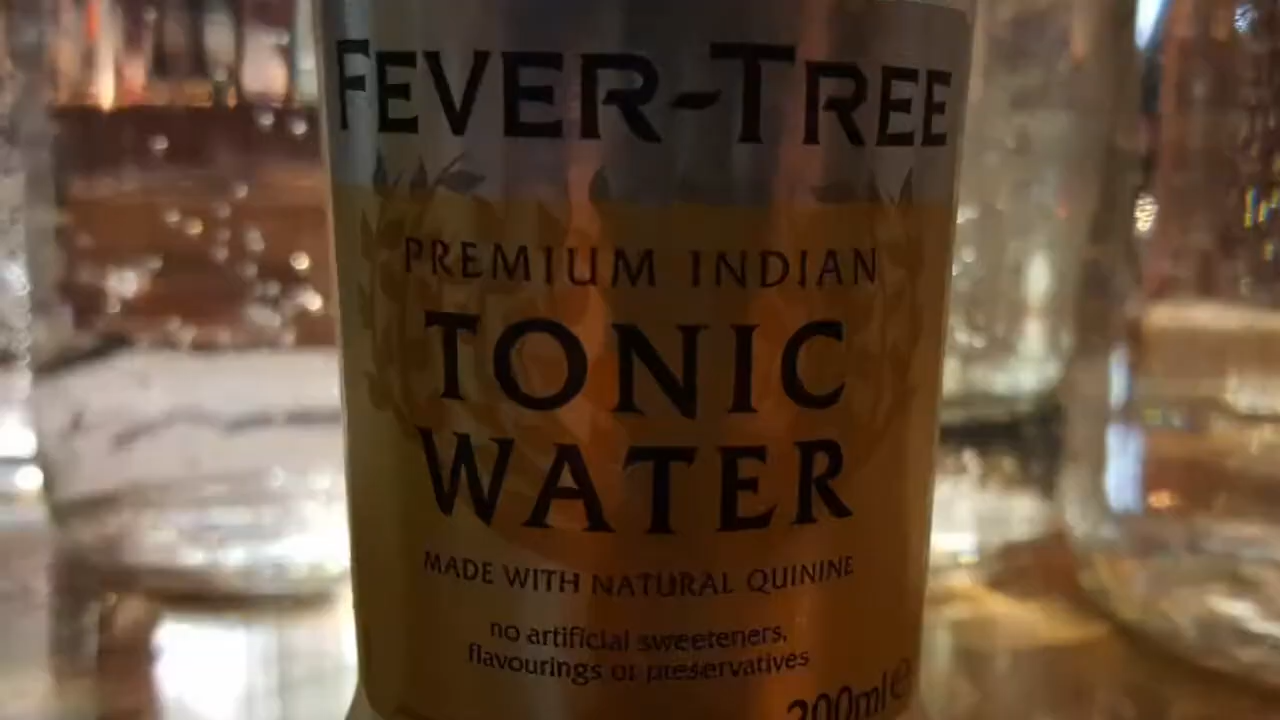 FEVER-TREE
PREMIUM INDIAN
TONIC
WATER
MADE WITH NATURAL QUININE
no artificial sweeteners,
flavourings or preservatives
200ml e